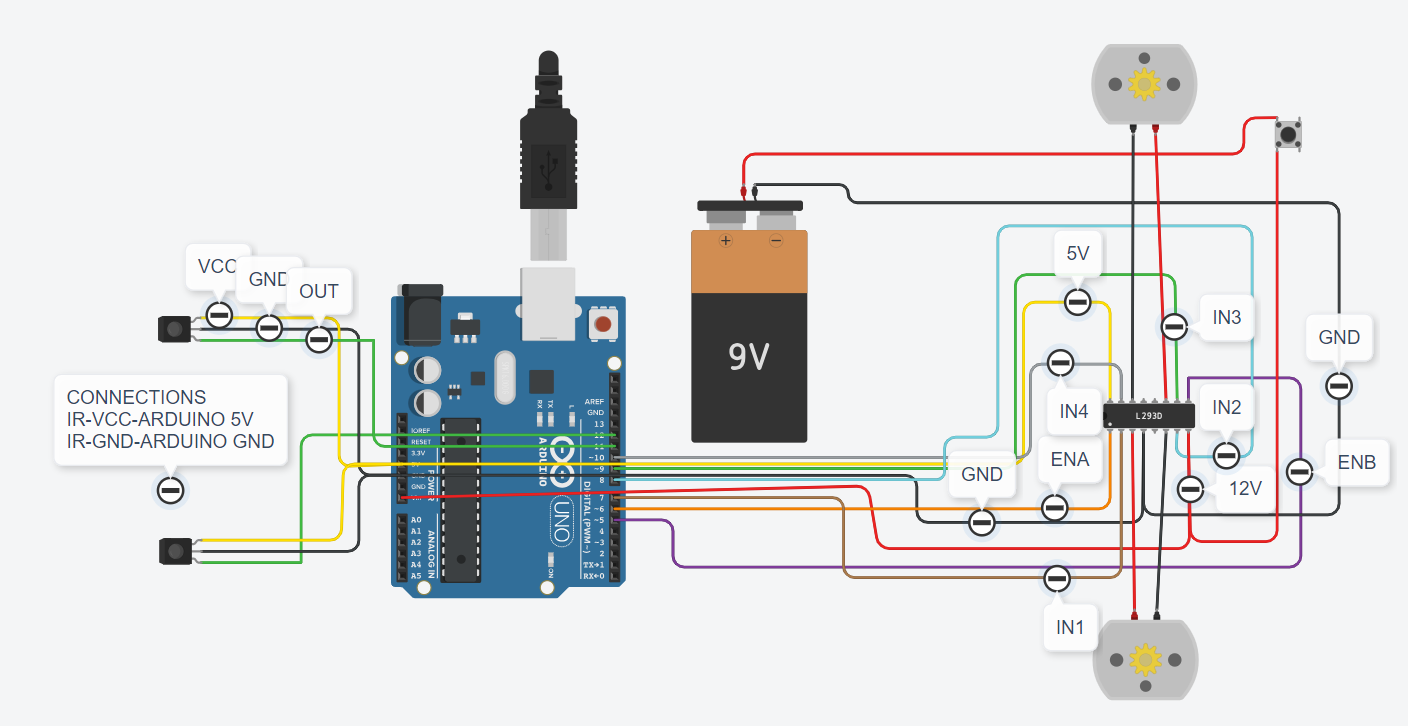 VCC
GND
OUT
CONNECTIONS
IR-VCC-ARDUINO 5V
IR-GND-ARDUINO GND
RX
TX
L
AREF
GND
13
12
11
~10
~9
8
7
~6
~5
4
~3
2
TX→1
RX←0
IOREF
RESET
3.3V
GND
A0
A1
A2
A3
A4
A5
POWER
ANALOG IN
ARDUINO
UNO
DIGITAL (PWM~)
ON
+
−
9V
5V
IN3
GND
IN4
L293D
IN2
ENA
GND
12V
ENB
IN1